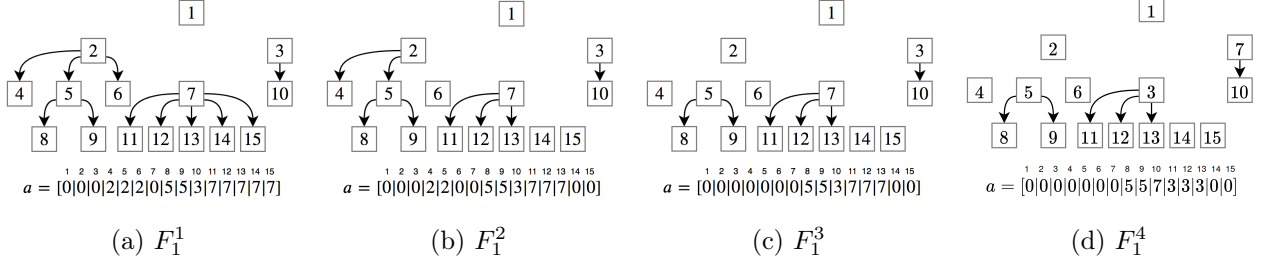 1
2 3
4 5 6 7 10
8 9 11 12 13 14 15
1 2 3 4 5 6 7 8 9 10 11 12 13 14 15
a = [0|0|0|2|2|2|0|5|5|3|7|7|7|7|7]
(a) F₁¹
1
2 3
4 5 6 7 10
8 9 11 12 13 14 15
1 2 3 4 5 6 7 8 9 10 11 12 13 14 15
a = [0|0|0|2|2|0|0|5|5|3|7|7|7|0|0]
(b) F₁²
1
2 3
4 5 6 7 10
8 9 11 12 13 14 15
1 2 3 4 5 6 7 8 9 10 11 12 13 14 15
a = [0|0|0|0|0|0|0|5|5|3|7|7|7|0|0]
(c) F₁³
1
2 7
4 5 6 3 10
8 9 11 12 13 14 15
1 2 3 4 5 6 7 8 9 10 11 12 13 14 15
a = [0|0|0|0|0|0|0|5|5|7|3|3|3|0|0]
(d) F₁⁴